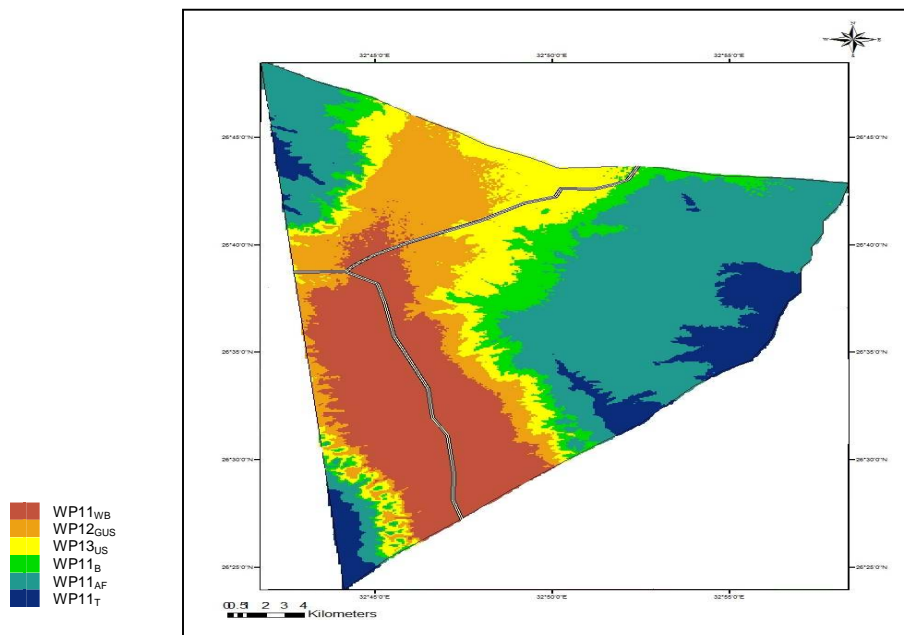 N
32°45'0"E 32°50'0"E 32°55'0"E
26°45'0"N 26°45'0"N
26°40'0"N 26°40'0"N
26°35'0"N 26°35'0"N
26°30'0"N 26°30'0"N
26°25'0"N 26°25'0"N
WP11WB
WP12GUS
WP13US
WP11B
WP11AF
WP11T
32°45'0"E 32°50'0"E 32°55'0"E
0 0.5 1 2 3 4
Kilometers